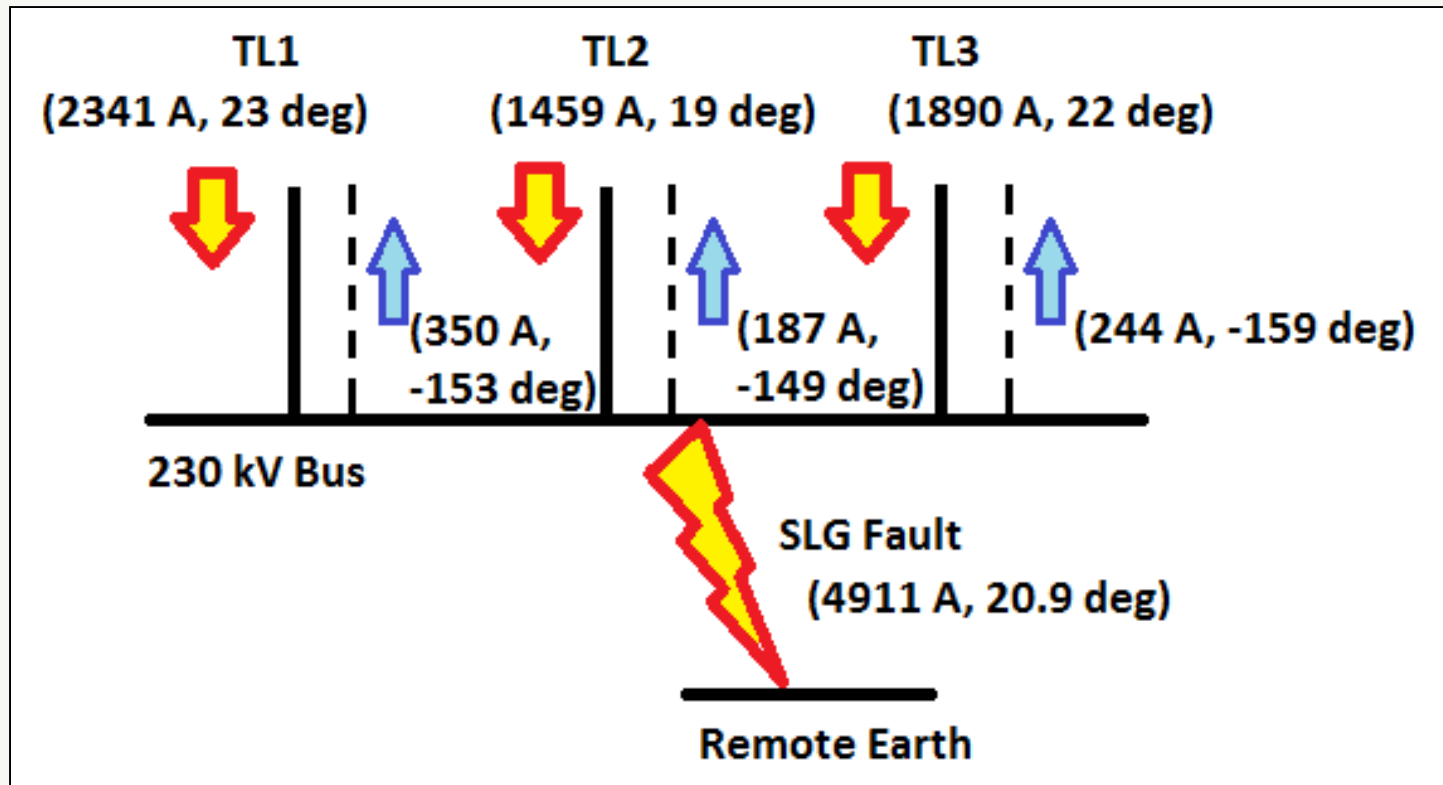 TL1
TL2
TL3
(2341 A, 23 deg)
(1459 A, 19 deg)
(1890 A, 22 deg)
(350 A,
-153 deg)
(187 A,
-149 deg)
(244 A, -159 deg)
230 kV Bus
SLG Fault
(4911 A, 20.9 deg)
Remote Earth